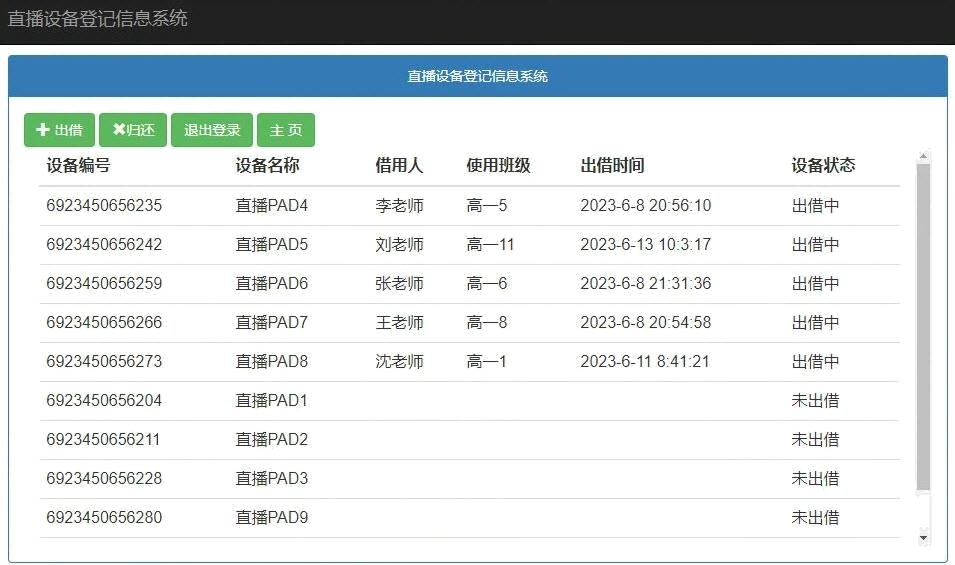 直播设备登记信息系统
直播设备登记信息系统
出借 归还 退出登录 主 页
设备编号 设备名称 借用人 使用班级 出借时间 设备状态
6923450656235 直播PAD4 李老师 高一5 2023-6-8 20:56:10 出借中
6923450656242 直播PAD5 刘老师 高一11 2023-6-13 10:3:17 出借中
6923450656259 直播PAD6 张老师 高一6 2023-6-8 21:31:36 出借中
6923450656266 直播PAD7 王老师 高一8 2023-6-8 20:54:58 出借中
6923450656273 直播PAD8 沈老师 高一1 2023-6-11 8:41:21 出借中
6923450656204 直播PAD1 未出借
6923450656211 直播PAD2 未出借
6923450656228 直播PAD3 未出借
6923450656280 直播PAD9 未出借